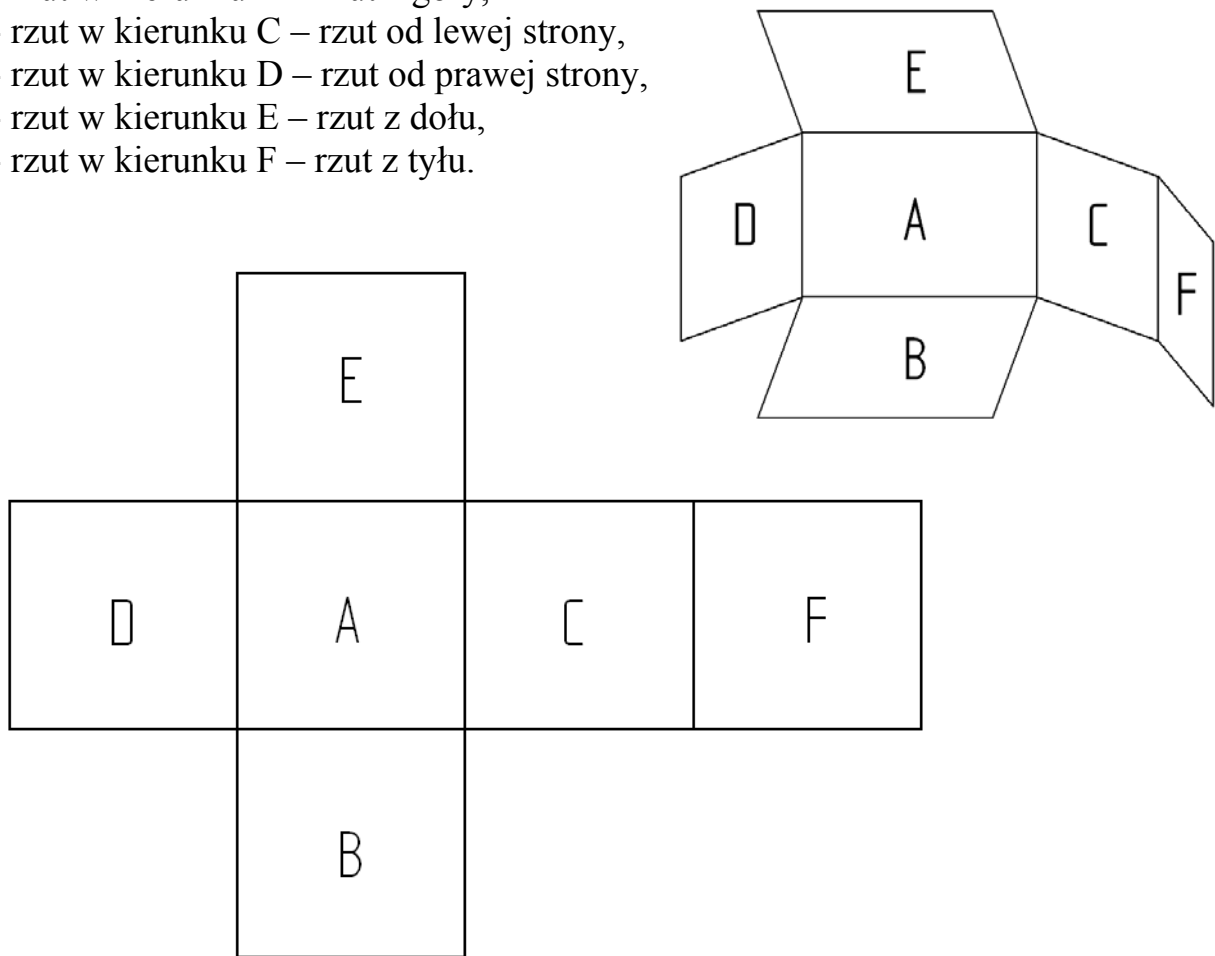 - rzut w kierunku C – rzut od lewej strony,
- rzut w kierunku D – rzut od prawej strony,
- rzut w kierunku E – rzut z dołu,
- rzut w kierunku F – rzut z tyłu.
E
D A C
F
B
E
D A C F
B